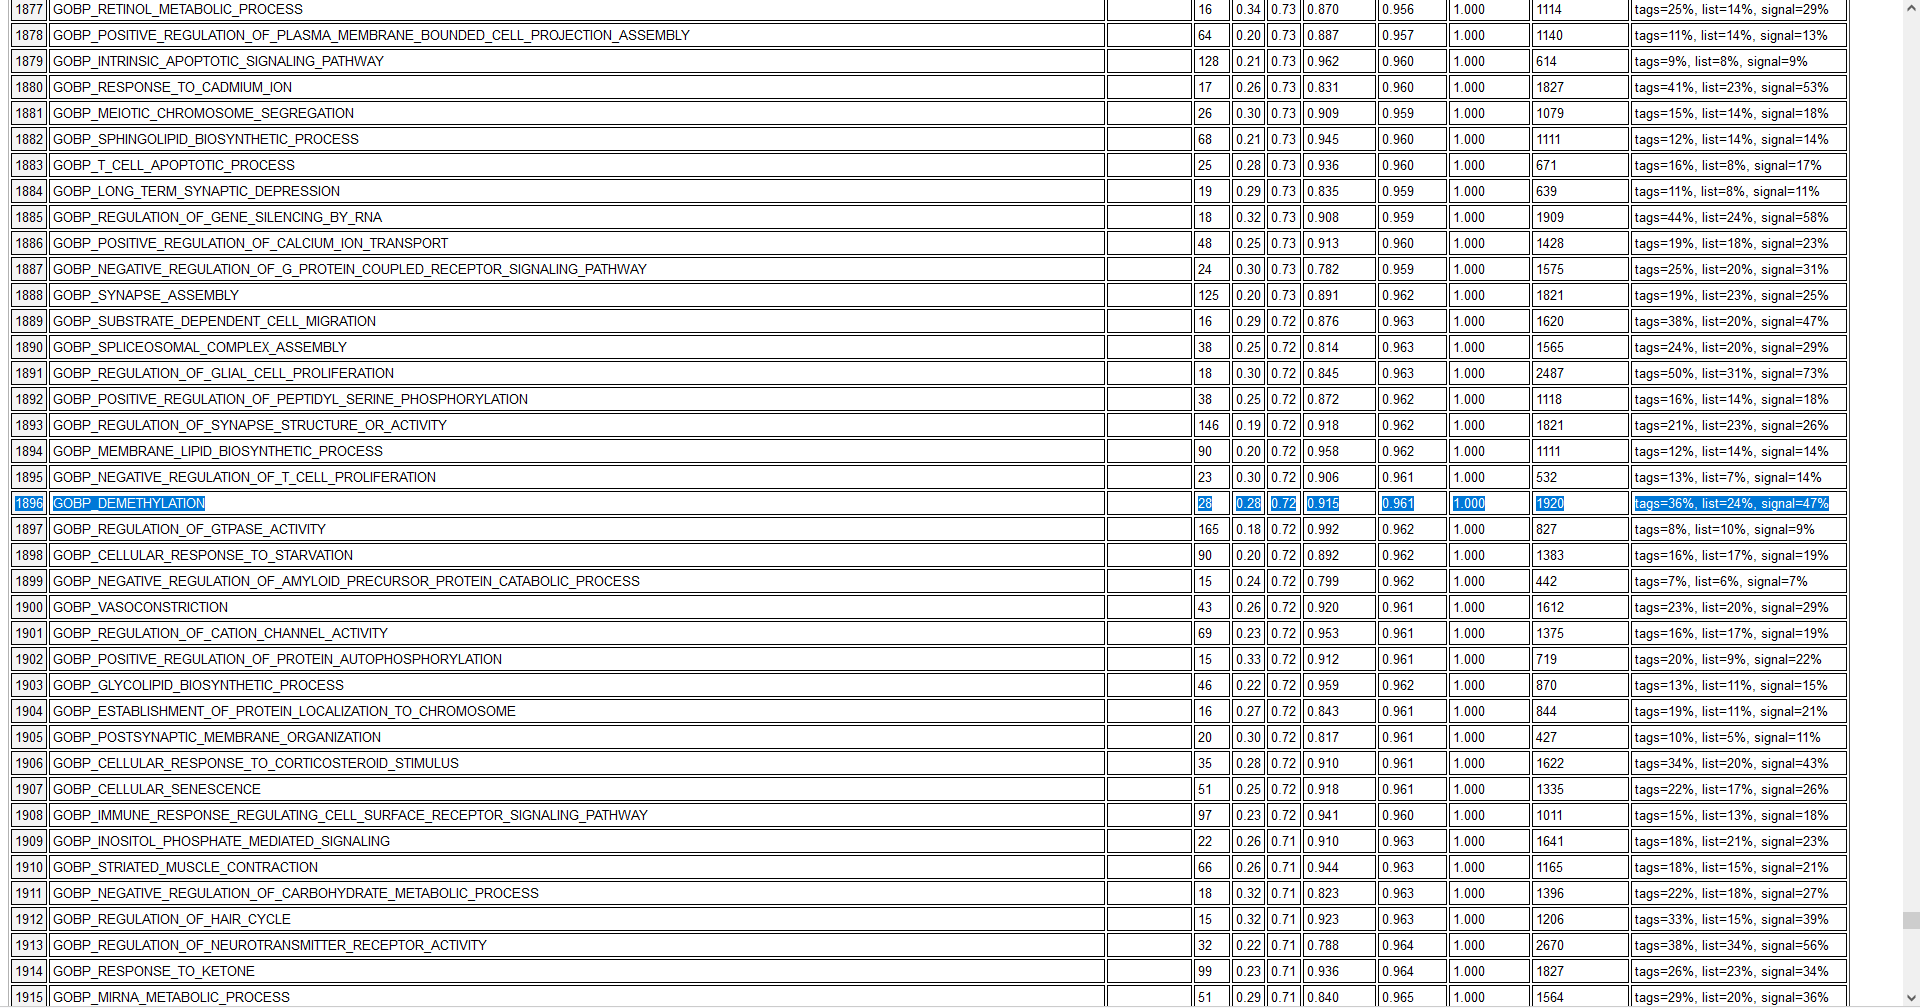 1877 GOBP_RETINOL_METABOLIC_PROCESS 16 0.34 0.73 0.870 0.956 1.000 1114 tags=25%, list=14%, signal=29%
1878 GOBP_POSITIVE_REGULATION_OF_PLASMA_MEMBRANE_BOUNDED_CELL_PROJECTION_ASSEMBLY 64 0.20 0.73 0.887 0.957 1.000 1140 tags=11%, list=14%, signal=13%
1879 GOBP_INTRINSIC_APOPTOTIC_SIGNALING_PATHWAY 128 0.21 0.73 0.962 0.960 1.000 614 tags=9%, list=8%, signal=9%
1880 GOBP_RESPONSE_TO_CADMIUM_ION 17 0.26 0.73 0.831 0.960 1.000 1827 tags=41%, list=23%, signal=53%
1881 GOBP_MEIOTIC_CHROMOSOME_SEGREGATION 26 0.30 0.73 0.909 0.959 1.000 1079 tags=15%, list=14%, signal=18%
1882 GOBP_SPHINGOLIPID_BIOSYNTHETIC_PROCESS 68 0.21 0.73 0.945 0.960 1.000 1111 tags=12%, list=14%, signal=14%
1883 GOBP_T_CELL_APOPTOTIC_PROCESS 25 0.28 0.73 0.936 0.960 1.000 671 tags=16%, list=8%, signal=17%
1884 GOBP_LONG_TERM_SYNAPTIC_DEPRESSION 19 0.29 0.73 0.835 0.959 1.000 639 tags=11%, list=8%, signal=11%
1885 GOBP_REGULATION_OF_GENE_SILENCING_BY_RNA 18 0.32 0.73 0.908 0.959 1.000 1909 tags=44%, list=24%, signal=58%
1886 GOBP_POSITIVE_REGULATION_OF_CALCIUM_ION_TRANSPORT 48 0.25 0.73 0.913 0.960 1.000 1428 tags=19%, list=18%, signal=23%
1887 GOBP_NEGATIVE_REGULATION_OF_G_PROTEIN_COUPLED_RECEPTOR_SIGNALING_PATHWAY 24 0.30 0.73 0.782 0.959 1.000 1575 tags=25%, list=20%, signal=31%
1888 GOBP_SYNAPSE_ASSEMBLY 125 0.20 0.73 0.891 0.962 1.000 1821 tags=19%, list=23%, signal=25%
1889 GOBP_SUBSTRATE_DEPENDENT_CELL_MIGRATION 16 0.29 0.72 0.876 0.963 1.000 1620 tags=38%, list=20%, signal=47%
1890 GOBP_SPLICEOSOMAL_COMPLEX_ASSEMBLY 38 0.25 0.72 0.814 0.963 1.000 1565 tags=24%, list=20%, signal=29%
1891 GOBP_REGULATION_OF_GLIAL_CELL_PROLIFERATION 18 0.30 0.72 0.845 0.963 1.000 2487 tags=50%, list=31%, signal=73%
1892 GOBP_POSITIVE_REGULATION_OF_PEPTIDYL_SERINE_PHOSPHORYLATION 38 0.25 0.72 0.872 0.962 1.000 1118 tags=16%, list=14%, signal=18%
1893 GOBP_REGULATION_OF_SYNAPSE_STRUCTURE_OR_ACTIVITY 146 0.19 0.72 0.918 0.962 1.000 1821 tags=21%, list=23%, signal=26%
1894 GOBP_MEMBRANE_LIPID_BIOSYNTHETIC_PROCESS 90 0.20 0.72 0.958 0.962 1.000 1111 tags=12%, list=14%, signal=14%
1895 GOBP_NEGATIVE_REGULATION_OF_T_CELL_PROLIFERATION 23 0.30 0.72 0.906 0.961 1.000 532 tags=13%, list=7%, signal=14%
1896 GOBP_DEMETHYLATION 28 0.28 0.72 0.915 0.961 1.000 1920 tags=36%, list=24%, signal=47%
1897 GOBP_REGULATION_OF_GTPASE_ACTIVITY 165 0.18 0.72 0.992 0.962 1.000 827 tags=8%, list=10%, signal=9%
1898 GOBP_CELLULAR_RESPONSE_TO_STARVATION 90 0.20 0.72 0.892 0.962 1.000 1383 tags=16%, list=17%, signal=19%
1899 GOBP_NEGATIVE_REGULATION_OF_AMYLOID_PRECURSOR_PROTEIN_CATABOLIC_PROCESS 15 0.24 0.72 0.799 0.962 1.000 442 tags=7%, list=6%, signal=7%
1900 GOBP_VASOCONSTRICTION 43 0.26 0.72 0.920 0.961 1.000 1612 tags=23%, list=20%, signal=29%
1901 GOBP_REGULATION_OF_CATION_CHANNEL_ACTIVITY 69 0.23 0.72 0.953 0.961 1.000 1375 tags=16%, list=17%, signal=19%
1902 GOBP_POSITIVE_REGULATION_OF_PROTEIN_AUTOPHOSPHORYLATION 15 0.33 0.72 0.912 0.961 1.000 719 tags=20%, list=9%, signal=22%
1903 GOBP_GLYCOLIPID_BIOSYNTHETIC_PROCESS 46 0.22 0.72 0.959 0.962 1.000 870 tags=13%, list=11%, signal=15%
1904 GOBP_ESTABLISHMENT_OF_PROTEIN_LOCALIZATION_TO_CHROMOSOME 16 0.27 0.72 0.843 0.961 1.000 844 tags=19%, list=11%, signal=21%
1905 GOBP_POSTSYNAPTIC_MEMBRANE_ORGANIZATION 20 0.30 0.72 0.817 0.961 1.000 427 tags=10%, list=5%, signal=11%
1906 GOBP_CELLULAR_RESPONSE_TO_CORTICOSTEROID_STIMULUS 35 0.28 0.72 0.910 0.961 1.000 1622 tags=34%, list=20%, signal=43%
1907 GOBP_CELLULAR_SENESCENCE 51 0.25 0.72 0.918 0.961 1.000 1335 tags=22%, list=17%, signal=26%
1908 GOBP_IMMUNE_RESPONSE_REGULATING_CELL_SURFACE_RECEPTOR_SIGNALING_PATHWAY 97 0.23 0.72 0.941 0.960 1.000 1011 tags=15%, list=13%, signal=18%
1909 GOBP_INOSITOL_PHOSPHATE_MEDIATED_SIGNALING 22 0.26 0.71 0.910 0.963 1.000 1641 tags=18%, list=21%, signal=23%
1910 GOBP_STRIATED_MUSCLE_CONTRACTION 66 0.26 0.71 0.944 0.963 1.000 1165 tags=18%, list=15%, signal=21%
1911 GOBP_NEGATIVE_REGULATION_OF_CARBOHYDRATE_METABOLIC_PROCESS 18 0.32 0.71 0.823 0.963 1.000 1396 tags=22%, list=18%, signal=27%
1912 GOBP_REGULATION_OF_HAIR_CYCLE 15 0.32 0.71 0.923 0.963 1.000 1206 tags=33%, list=15%, signal=39%
1913 GOBP_REGULATION_OF_NEUROTRANSMITTER_RECEPTOR_ACTIVITY 32 0.22 0.71 0.788 0.964 1.000 2670 tags=38%, list=34%, signal=56%
1914 GOBP_RESPONSE_TO_KETONE 99 0.23 0.71 0.936 0.964 1.000 1827 tags=26%, list=23%, signal=34%
1915 GOBP_MIRNA_METABOLIC_PROCESS 51 0.29 0.71 0.840 0.965 1.000 1564 tags=29%, list=20%, signal=36%